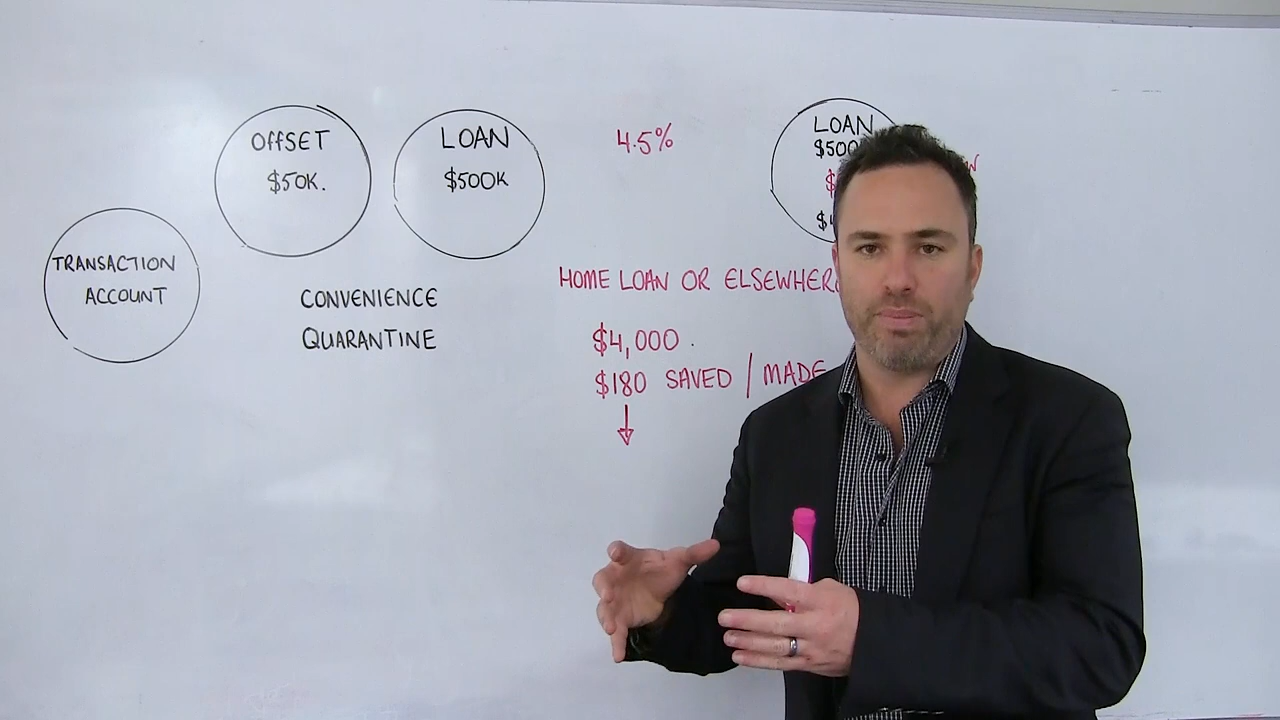 OFFSET
$50K.
LOAN
$500K
4.5%
LOAN
TRANSACTION
ACCOUNT
CONVENIENCE
QUARANTINE
HOME LOAN OR ELSEWHERE
$4,000.
$180 SAVED / MADE